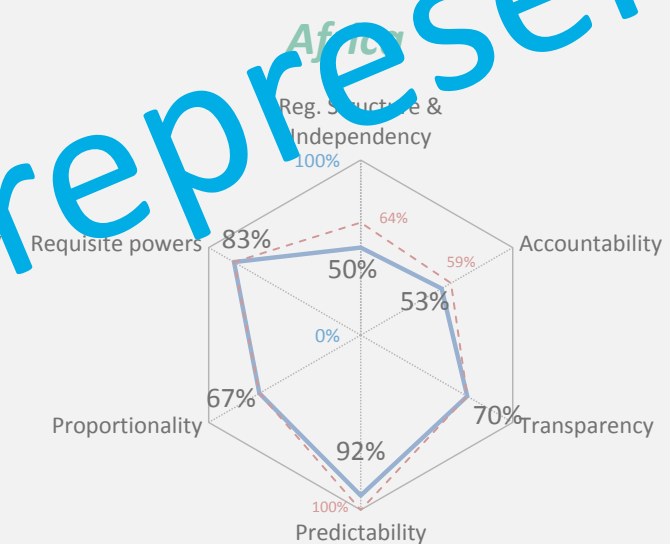 represe
Africa
Reg. Structure &
Independency
100%
64%
Requisite powers
83%
Accountability
59%
50%
53%
0%
67%
70%
Proportionality
Transparency
92%
100%
Predictability